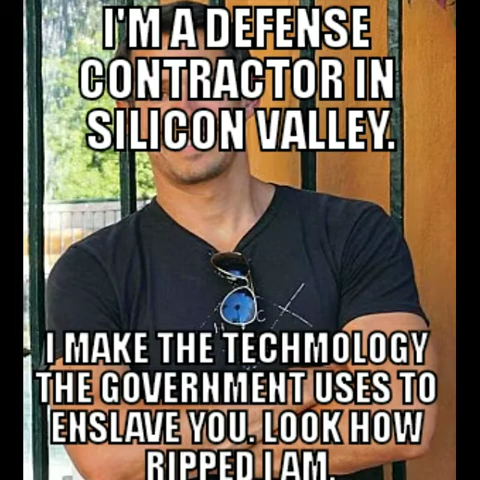 I'M A DEFENSE
CONTRACTOR IN
SILICON VALLEY.
I MAKE THE TECHMOLOGY
THE GOVERNMENT USES TO
ENSLAVE YOU. LOOK HOW
RIPPED I AM.